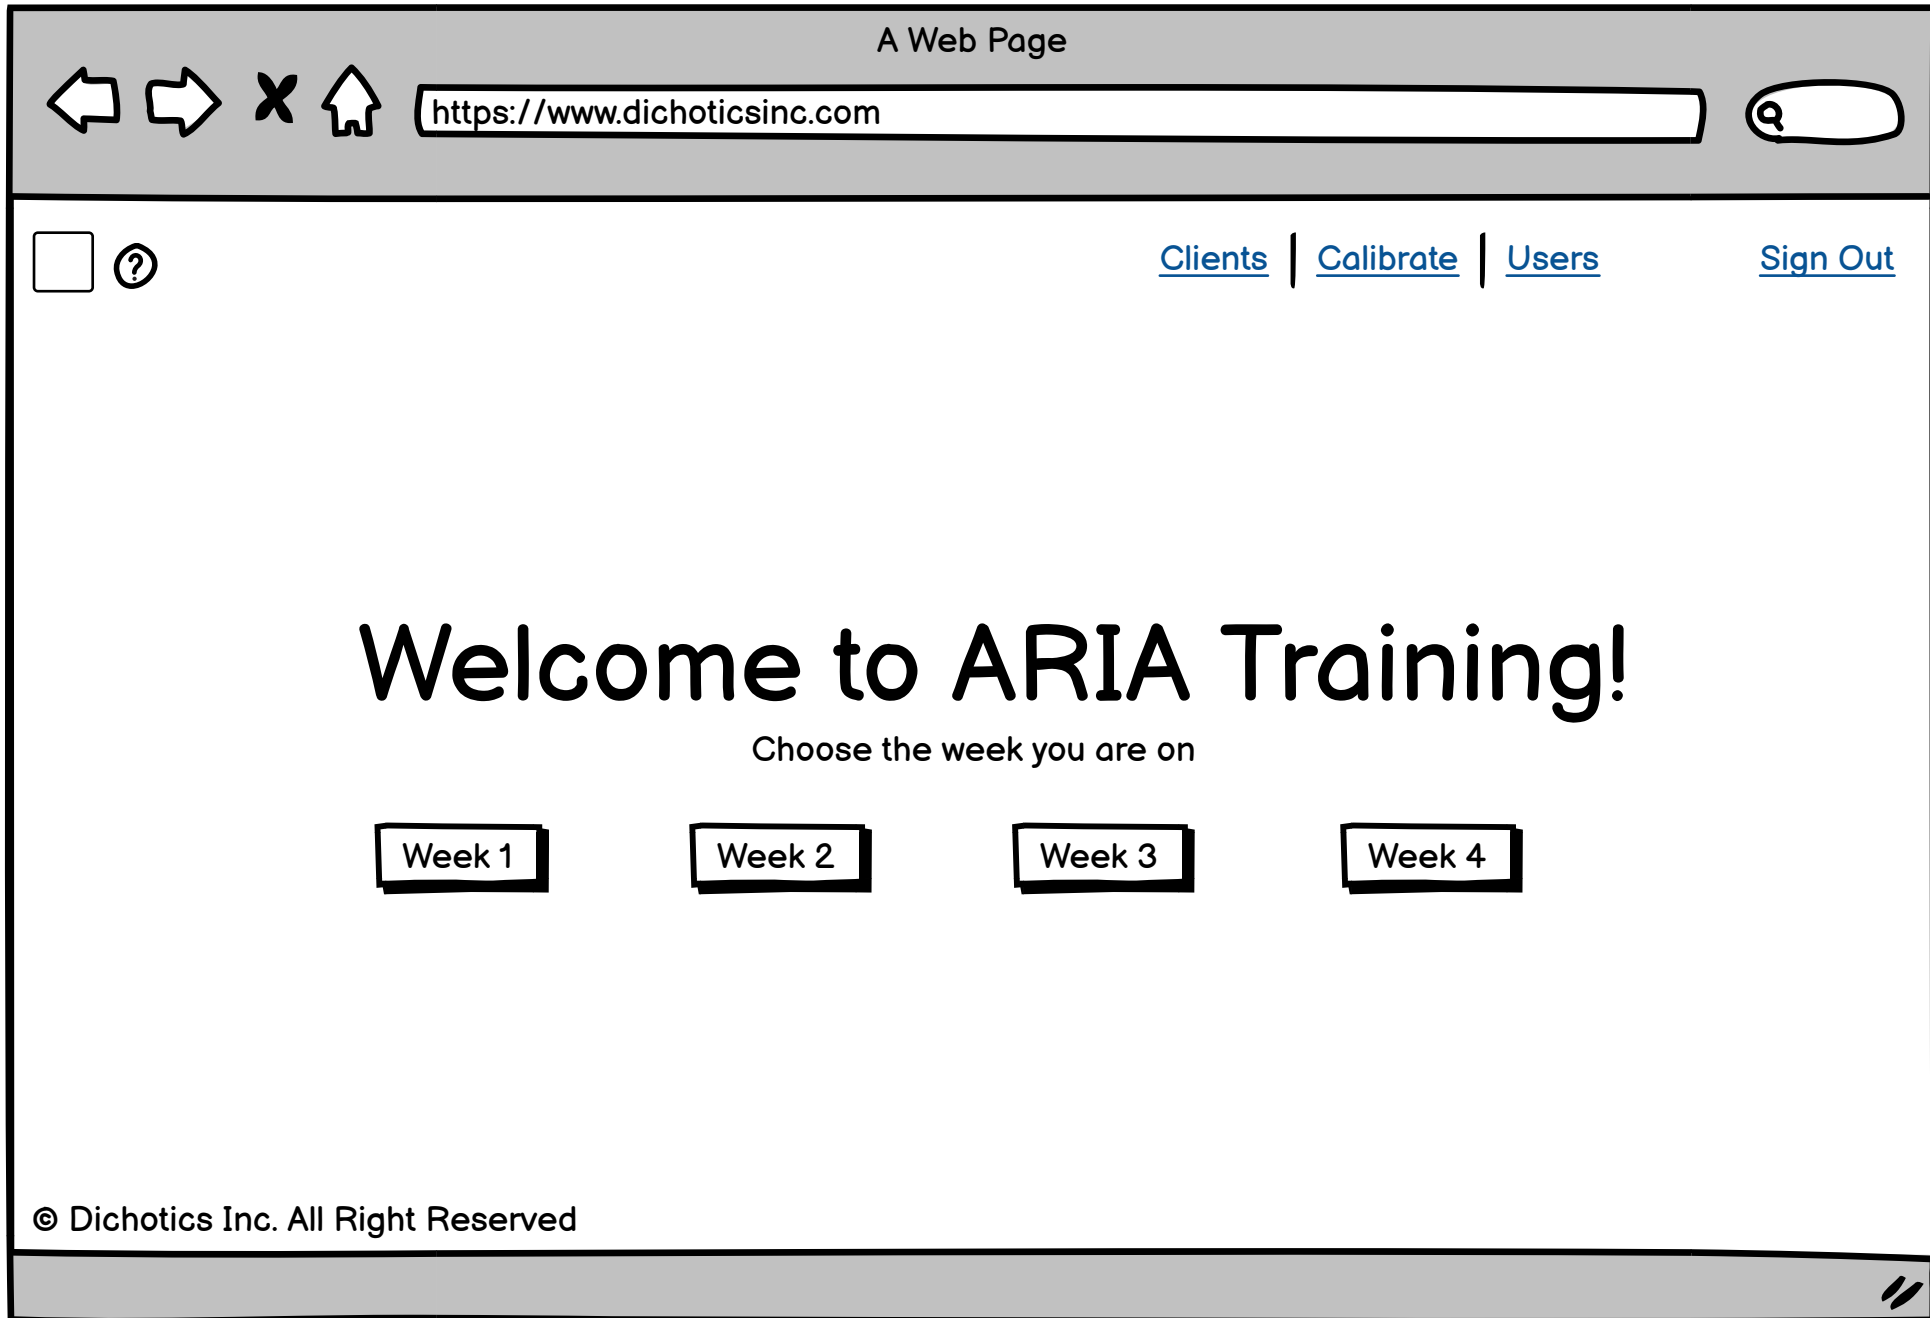 A Web Page
https://www.dichoticsinc.com
?
Clients | Calibrate | Users Sign Out
Welcome to ARIA Training!
Choose the week you are on
Week 1 Week 2 Week 3 Week 4
© Dichotics Inc. All Right Reserved